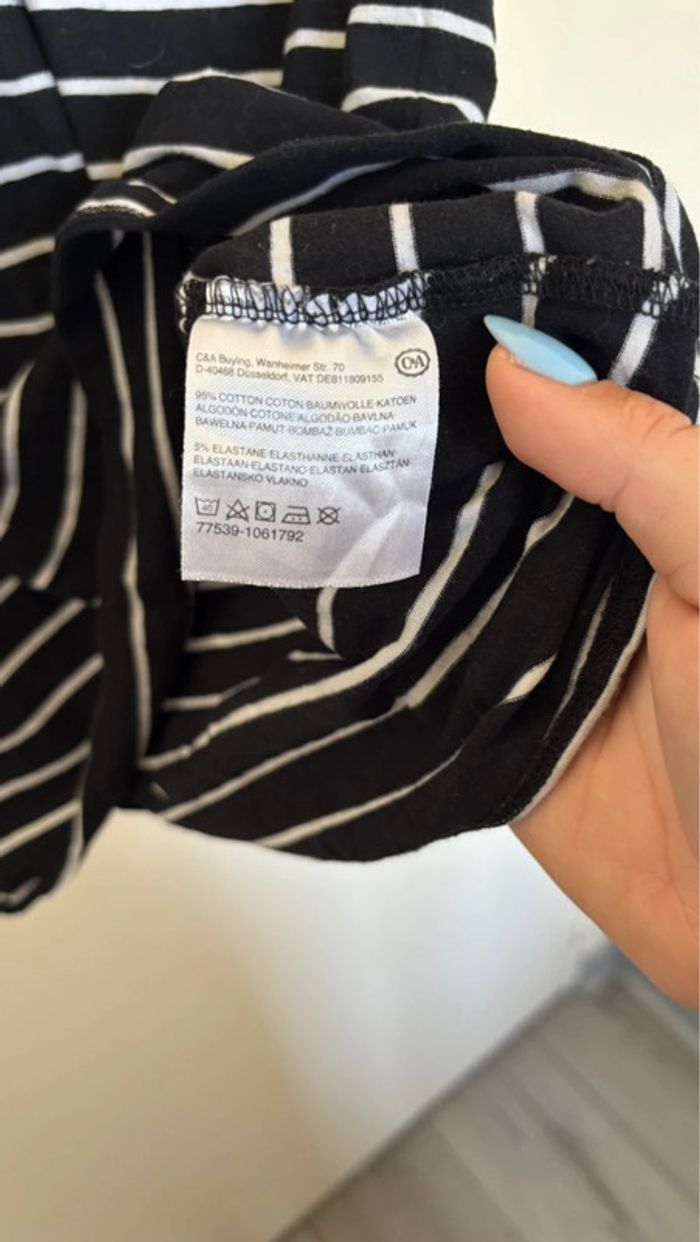 C&A Buying, Wanheimer Str. 70
D-40468 Düsseldorf, VAT DE811809155
C&A
95% COTTON·COTON·BAUMWOLLE·KATOEN
ALGODÓN·COTONE·ALGODÃO·BAVLNA·
BAWEŁNA·PAMUT·BOMBAŽ·BUMBAC·PAMUK
5% ELASTANE·ELASTHANNE·ELASTHAN·
ELASTAAN·ELASTANO·ELASTAN·ELASZTÁN·
ELASTANSKO VLAKNO
40
77539-1061792